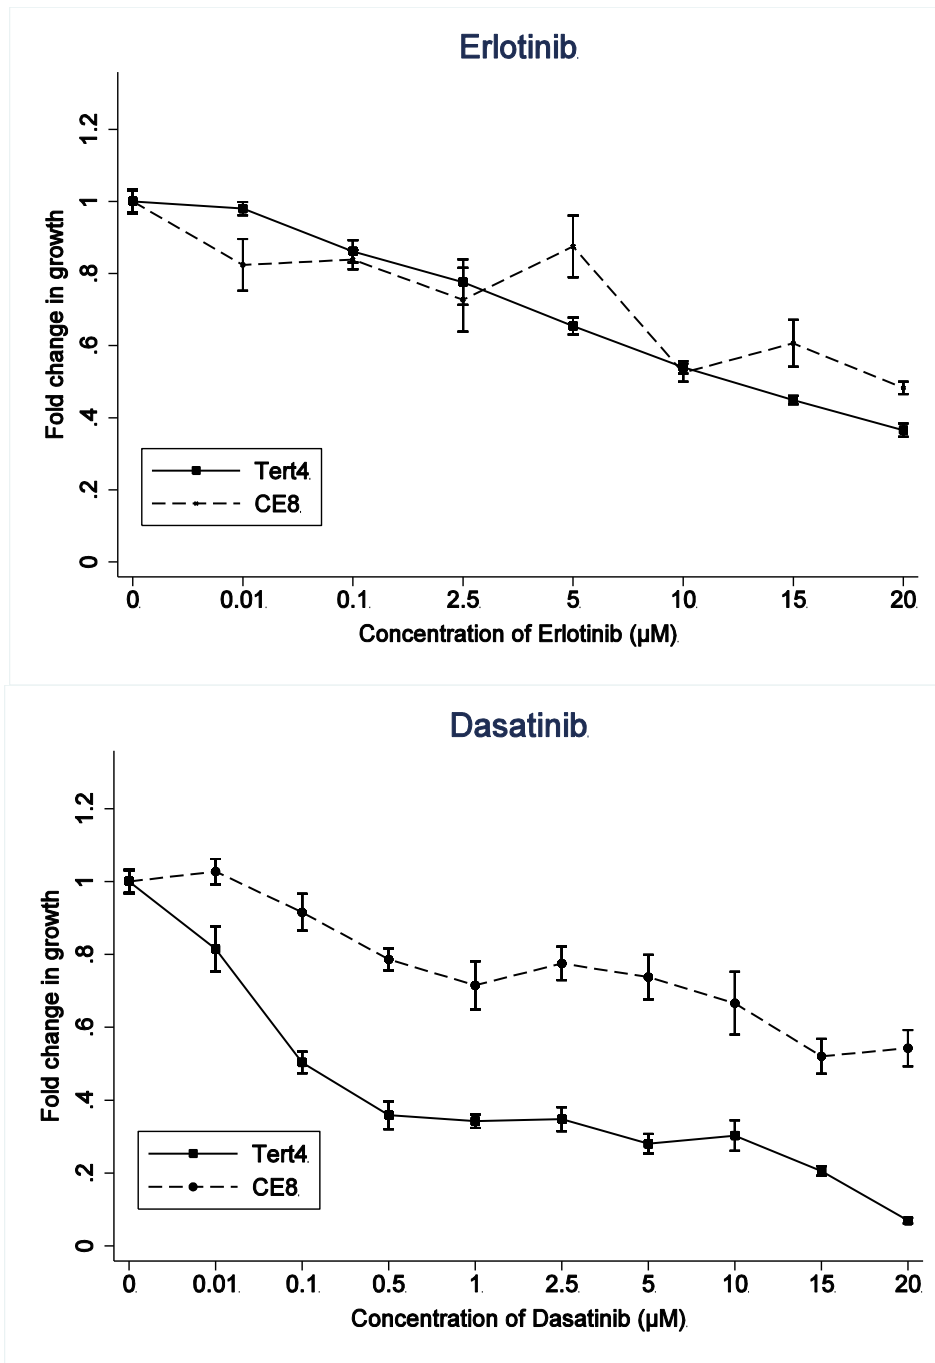 Erlotinib
Fold change in growth
1.2
1
.8
.6
.4
.2
0
Tert4
CE8
0 0.01 0.1 2.5 5 10 15 20
Concentration of Erlotinib (µM)
Dasatinib
Fold change in growth
1.2
1
.8
.6
.4
.2
0
Tert4
CE8
0 0.01 0.1 0.5 1 2.5 5 10 15 20
Concentration of Dasatinib (µM)